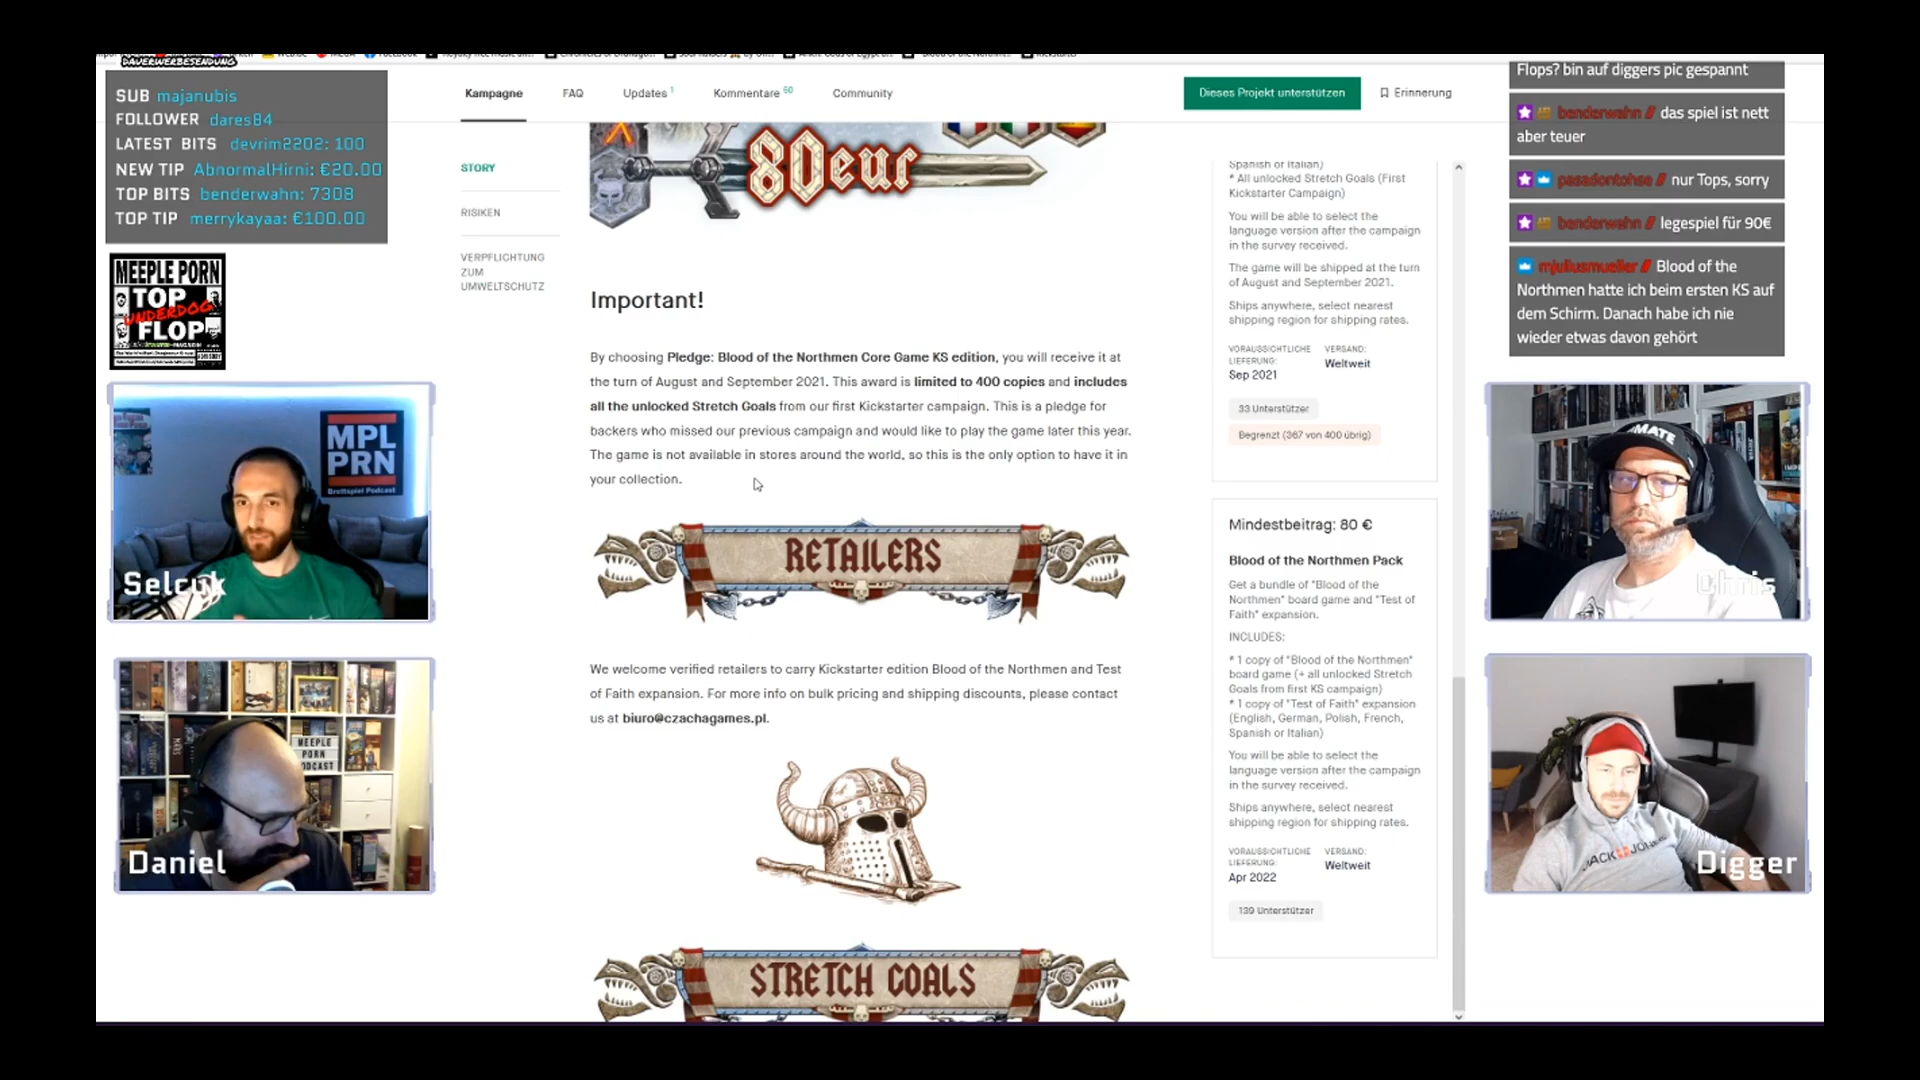 DAUERWERBESENDUNG
SUB majanubis
FOLLOWER dares84
LATEST BITS devrim2202: 100
NEW TIP AbnormalHirni: €20.00
TOP BITS benderwahn: 7308
TOP TIP merrykayaa: €100.00
MEEPLE PORN
TOP
UNDERDOG
FLOP
MPL
PRN
Brettspiel Podcast
Selcuk
MEEPLE
PORN
PODCAST
Daniel
Kampagne
FAQ
Updates 1
Kommentare 60
Community
Dieses Projekt unterstützen
Erinnerung
STORY
RISIKEN
VERPFLICHTUNG
ZUM
UMWELTSCHUTZ
80eur
Important!
By choosing Pledge: Blood of the Northmen Core Game KS edition, you will receive it at
the turn of August and September 2021. This award is limited to 400 copies and includes
all the unlocked Stretch Goals from our first Kickstarter campaign. This is a pledge for
backers who missed our previous campaign and would like to play the game later this year.
The game is not available in stores around the world, so this is the only option to have it in
your collection.
RETAILERS
We welcome verified retailers to carry Kickstarter edition Blood of the Northmen and Test
of Faith expansion. For more info on bulk pricing and shipping discounts, please contact
us at biuro@czachagames.pl.
STRETCH GOALS
Spanish or Italian)
* All unlocked Stretch Goals (First
Kickstarter Campaign)
You will be able to select the
language version after the campaign
in the survey received.
The game will be shipped at the turn
of August and September 2021.
Ships anywhere, select nearest
shipping region for shipping rates.
VORAUSSICHTLICHE
LIEFERUNG:
Sep 2021
VERSAND:
Weltweit
33 Unterstützer
Begrenzt (367 von 400 übrig)
Mindestbeitrag: 80 €
Blood of the Northmen Pack
Get a bundle of "Blood of the
Northmen" board game and "Test of
Faith" expansion.
INCLUDES:
* 1 copy of "Blood of the Northmen"
board game (+ all unlocked Stretch
Goals from first KS campaign)
* 1 copy of "Test of Faith" expansion
(English, German, Polish, French,
Spanish or Italian)
You will be able to select the
language version after the campaign
in the survey received.
Ships anywhere, select nearest
shipping region for shipping rates.
VORAUSSICHTLICHE
LIEFERUNG:
Apr 2022
VERSAND:
Weltweit
139 Unterstützer
Flops? bin auf diggers pic gespannt
benderwahn // das spiel ist nett
aber teuer
pasadontohse // nur Tops, sorry
benderwahn // legespiel für 90€
mjuliusmueller // Blood of the
Northmen hatte ich beim ersten KS auf
dem Schirm. Danach habe ich nie
wieder etwas davon gehört
Chris
Digger